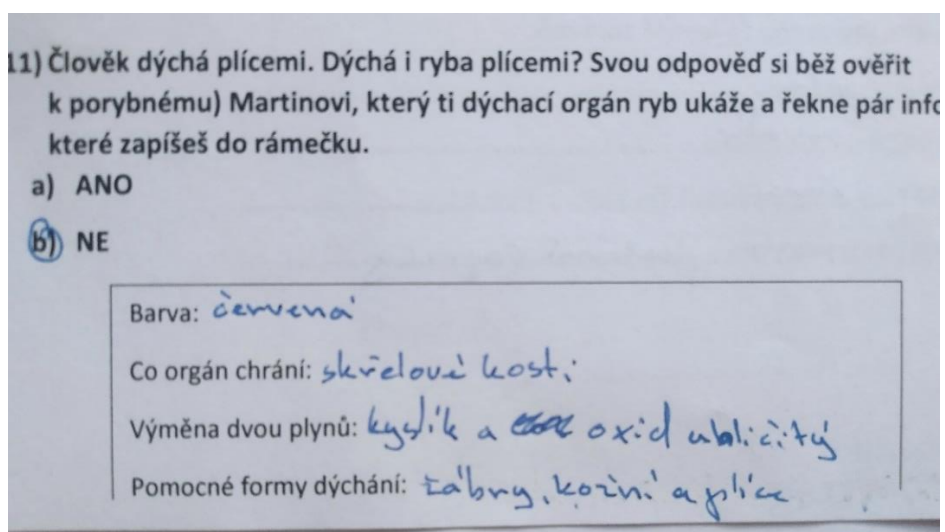 11) Člověk dýchá plícemi. Dýchá i ryba plícemi? Svou odpověď si běž ověřit
k porybnému) Martinovi, který ti dýchací orgán ryb ukáže a řekne pár info
které zapíšeš do rámečku.
a) ANO
b) NE
Barva: červená
Co orgán chrání: skřelové kosti
Výměna dvou plynů: kyslík a oxid uhličitý
Pomocné formy dýchání: žábry, kožní a plíce